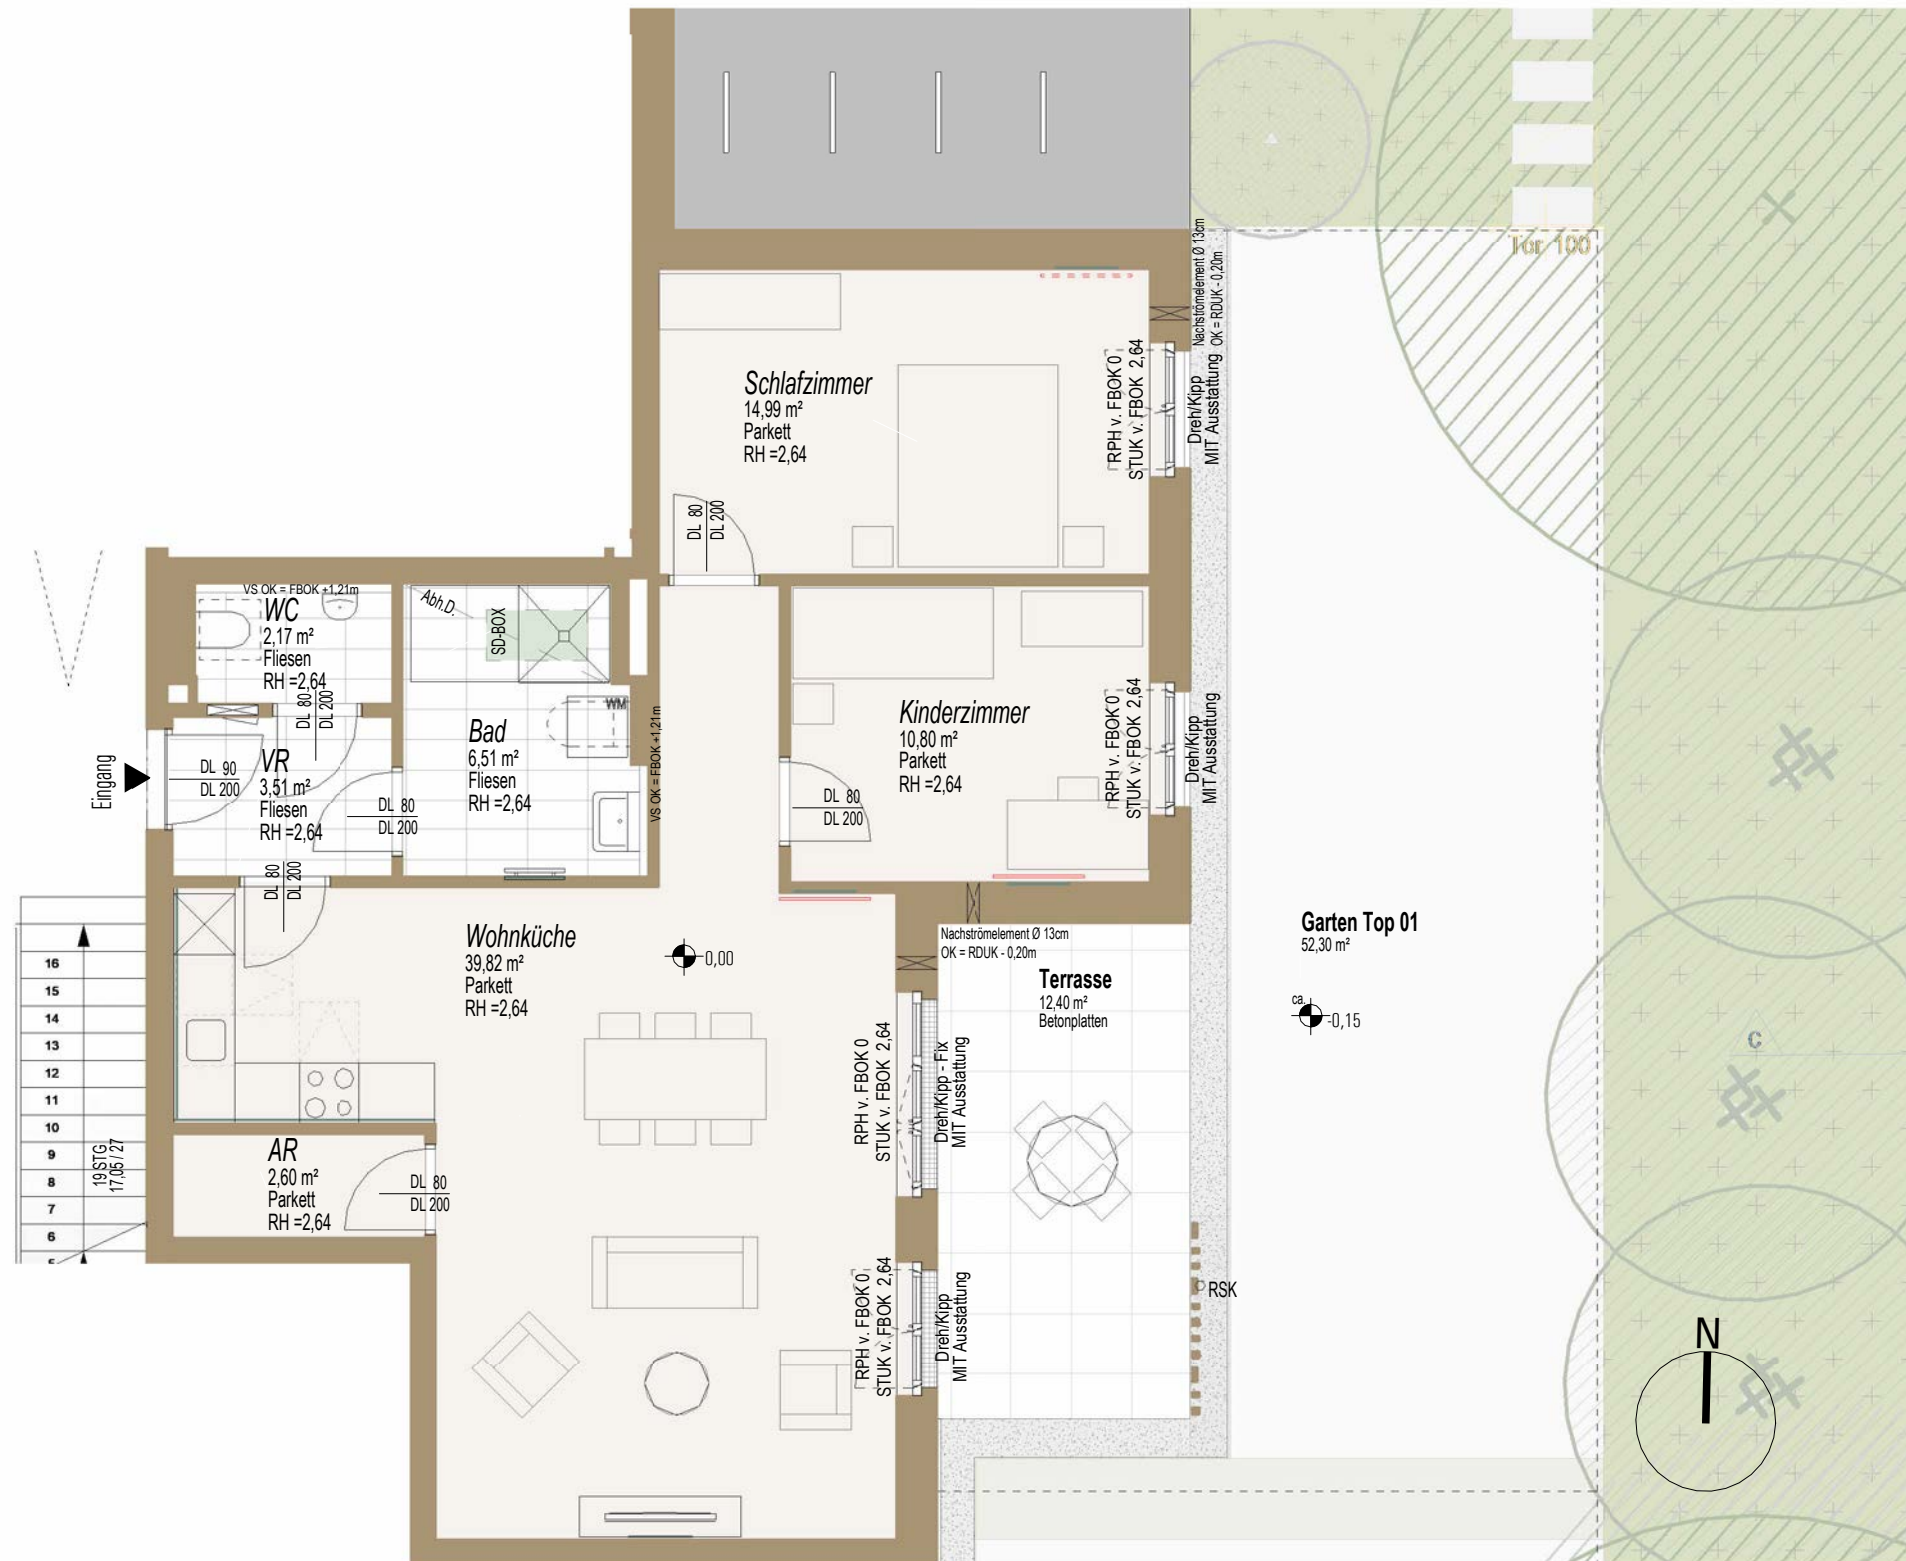 Tor 100
Nachströmelement Ø 13cm
OK = RDUK - 0,20m
Schlafzimmer
14,99 m²
Parkett
RH =2,64
RPH v. FBOK 0
STUK v. FBOK 2,64
Dreh/Kipp
MIT Ausstattung
DL 80
DL 200
VS OK = FBOK +1,21m
WC
2,17 m²
Fliesen
RH =2,64
DL 80
DL 200
Abh.D.
SD-BOX
WM
Bad
6,51 m²
Fliesen
RH =2,64
VS OK = FBOK +1,21m
Kinderzimmer
10,80 m²
Parkett
RH =2,64
RPH v. FBOK 0
STUK v. FBOK 2,64
Dreh/Kipp
MIT Ausstattung
DL 80
DL 200
Eingang
DL 90
DL 200
VR
3,51 m²
Fliesen
RH =2,64
DL 80
DL 200
DL 80
DL 200
Wohnküche
39,82 m²
Parkett
RH =2,64
0,00
Nachströmelement Ø 13cm
OK = RDUK - 0,20m
Terrasse
12,40 m²
Betonplatten
Garten Top 01
52,30 m²
ca.
-0,15
C
RPH v. FBOK 0
STUK v. FBOK 2,64
Dreh/Kipp - Fix
MIT Ausstattung
16
15
14
13
12
11
10
9
8
7
6
5
19 STG
17,05 / 27
AR
2,60 m²
Parkett
RH =2,64
DL 80
DL 200
RPH v. FBOK 0
STUK v. FBOK 2,64
Dreh/Kipp
MIT Ausstattung
RSK
N